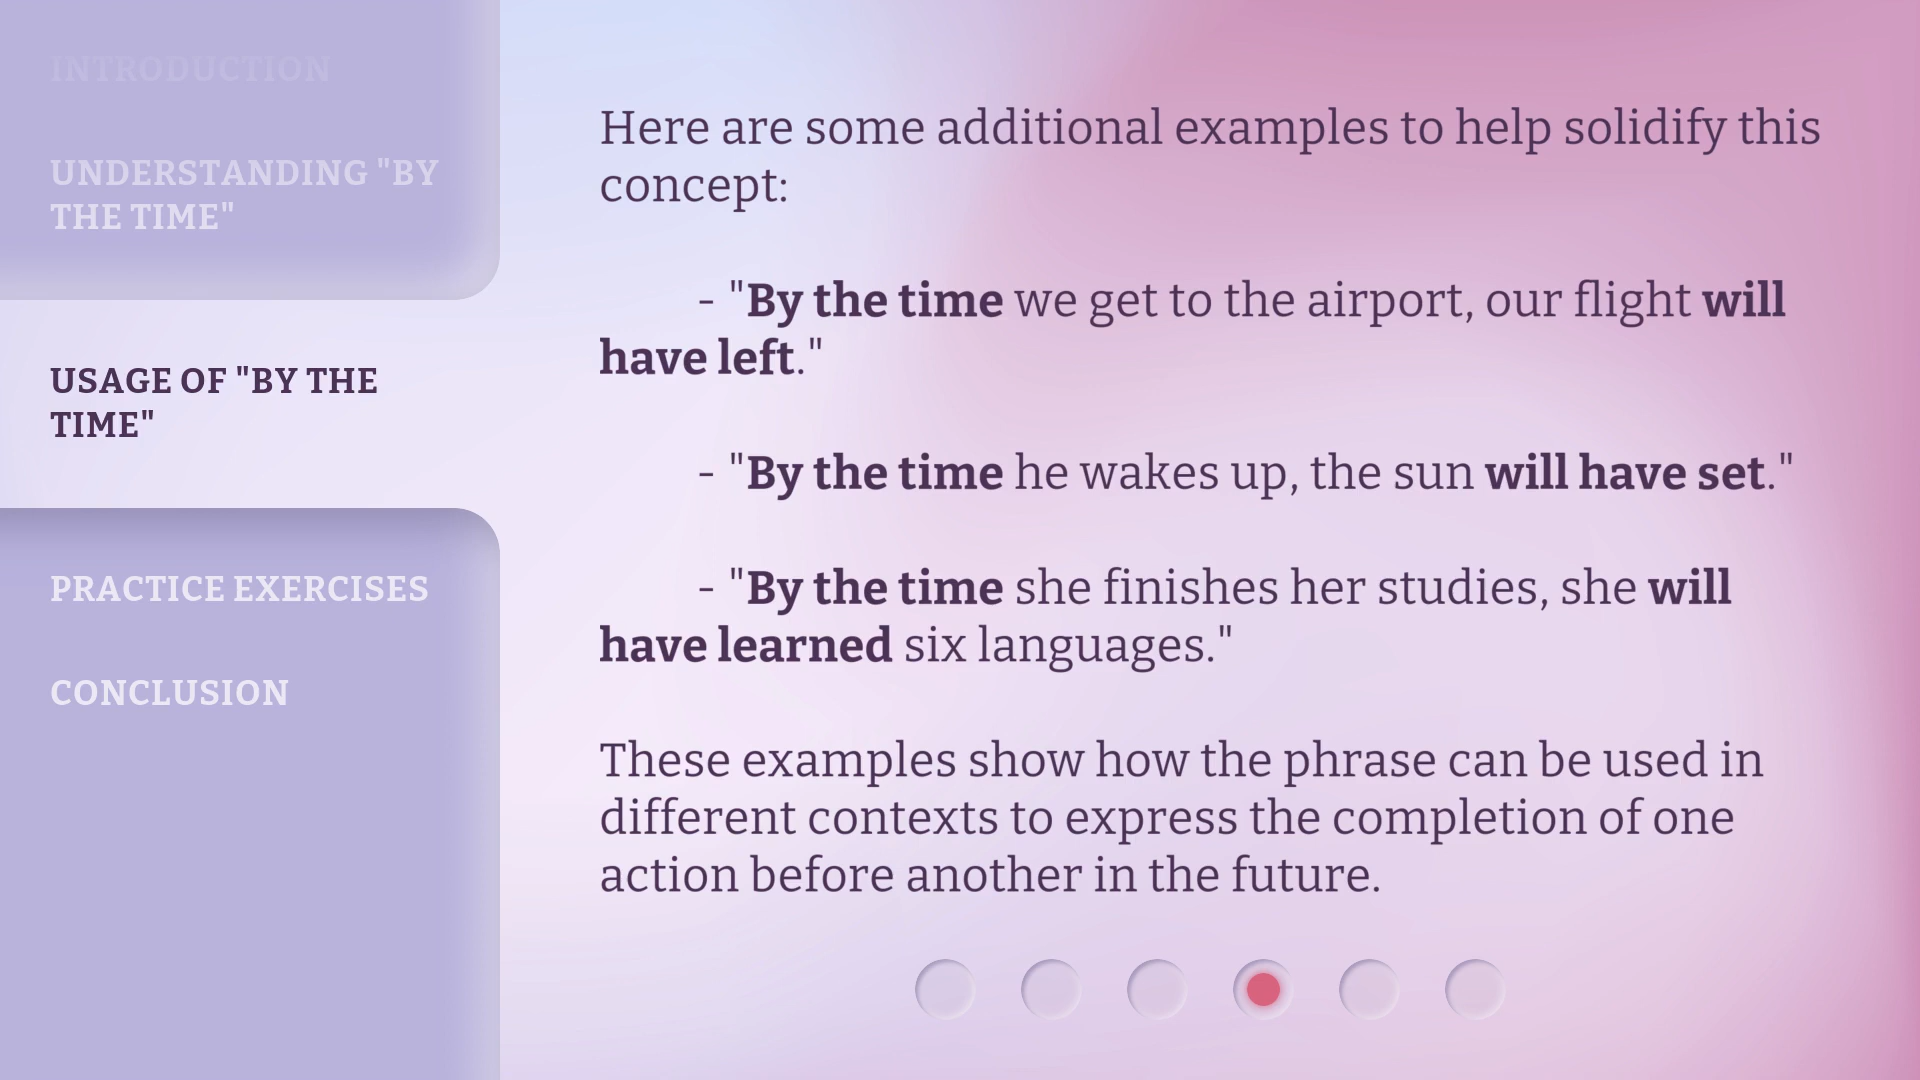 INTRODUCTION
UNDERSTANDING "BY
THE TIME"
USAGE OF "BY THE
TIME"
PRACTICE EXERCISES
CONCLUSION
Here are some additional examples to help solidify this
concept:
- "By the time we get to the airport, our flight will
have left."
- "By the time he wakes up, the sun will have set."
- "By the time she finishes her studies, she will
have learned six languages."
These examples show how the phrase can be used in
different contexts to express the completion of one
action before another in the future.